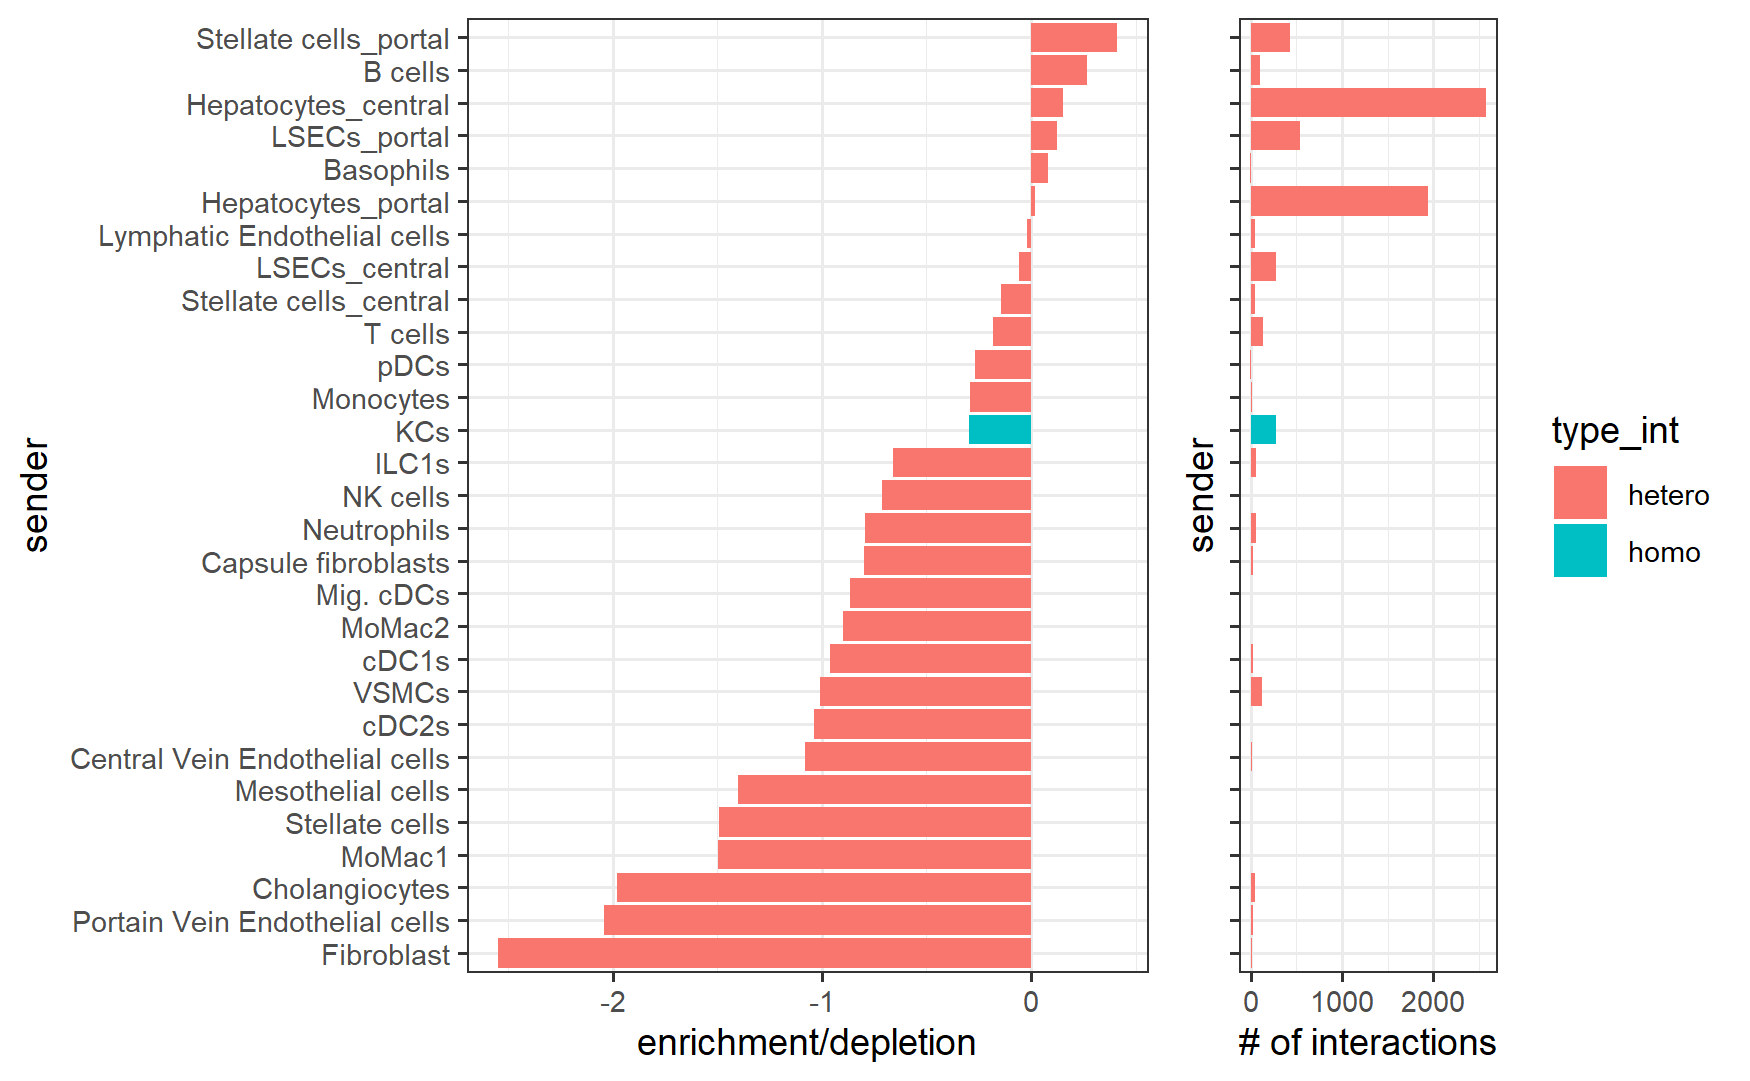 sender
Stellate cells_portal
B cells
Hepatocytes_central
LSECs_portal
Basophils
Hepatocytes_portal
Lymphatic Endothelial cells
LSECs_central
Stellate cells_central
T cells
pDCs
Monocytes
KCs
ILC1s
NK cells
Neutrophils
Capsule fibroblasts
Mig. cDCs
MoMac2
cDC1s
VSMCs
cDC2s
Central Vein Endothelial cells
Mesothelial cells
Stellate cells
MoMac1
Cholangiocytes
Portain Vein Endothelial cells
Fibroblast
-2 -1 0
enrichment/depletion
sender
0 1000 2000
# of interactions
type_int
hetero
homo